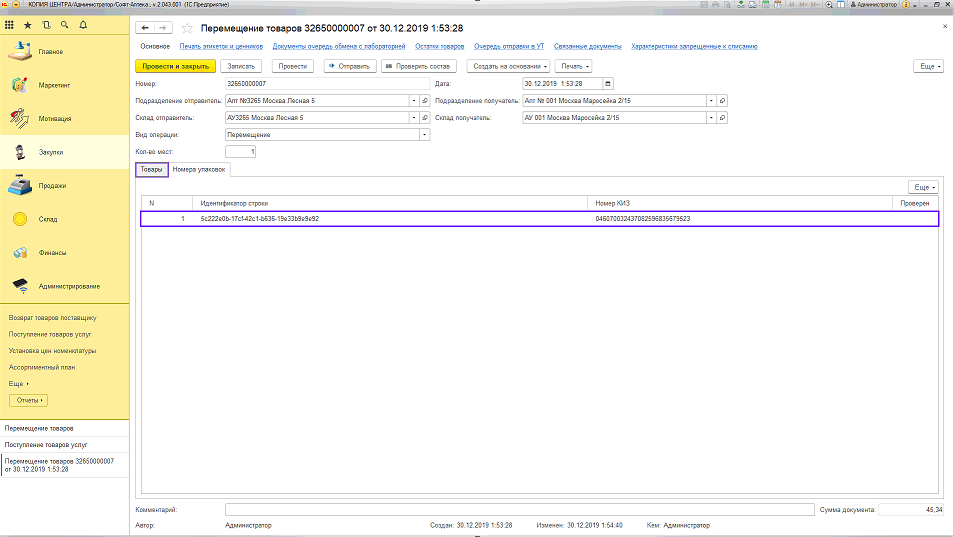 КОПИЯ ЦЕНТРА/Администратор/Софт-Аптека, v.2.043.001 (1С:Предприятие)
Администратор
Главное
Маркетинг
Мотивация
Закупки
Продажи
Склад
Финансы
Администрирование
Возврат товаров поставщику
Поступление товаров услуг
Установка цен номенклатуры
Ассортиментный план
Еще
Отчеты
Перемещение товаров
Поступление товаров услуг
Перемещение товаров 32650000007
от 30.12.2019 1:53:28
Перемещение товаров 32650000007 от 30.12.2019 1:53:28
Основное Печать этикеток и ценников Документы очередь обмена с лабораторией Остатки товаров Очередь отправки в УТ Связанные документы Характеристики запрещенные к списанию
Провести и закрыть Записать Провести Отправить Проверить состав Создать на основании Печать Еще
Номер: 32650000007 Дата: 30.12.2019 1:53:28
Подразделение отправитель: Апт №3265 Москва Лесная 5 Подразделение получатель: Апт № 001 Москва Маросейка 2/15
Склад отправитель: АУ3265 Москва Лесная 5 Склад получатель: АУ 001 Москва Маросейка 2/15
Вид операции: Перемещение
Кол-во мест: 1
Товары Номера упаковок
Еще
N Идентификатор строки Номер КИЗ Проверен
1 5c222e0b-17cf-42c1-b636-19e33b9e9e92 046070032437082596835679523
Комментарий: Сумма документа: 45,34
Автор: Администратор Создан: 30.12.2019 1:53:28 Изменен: 30.12.2019 1:54:40 Кем: Администратор